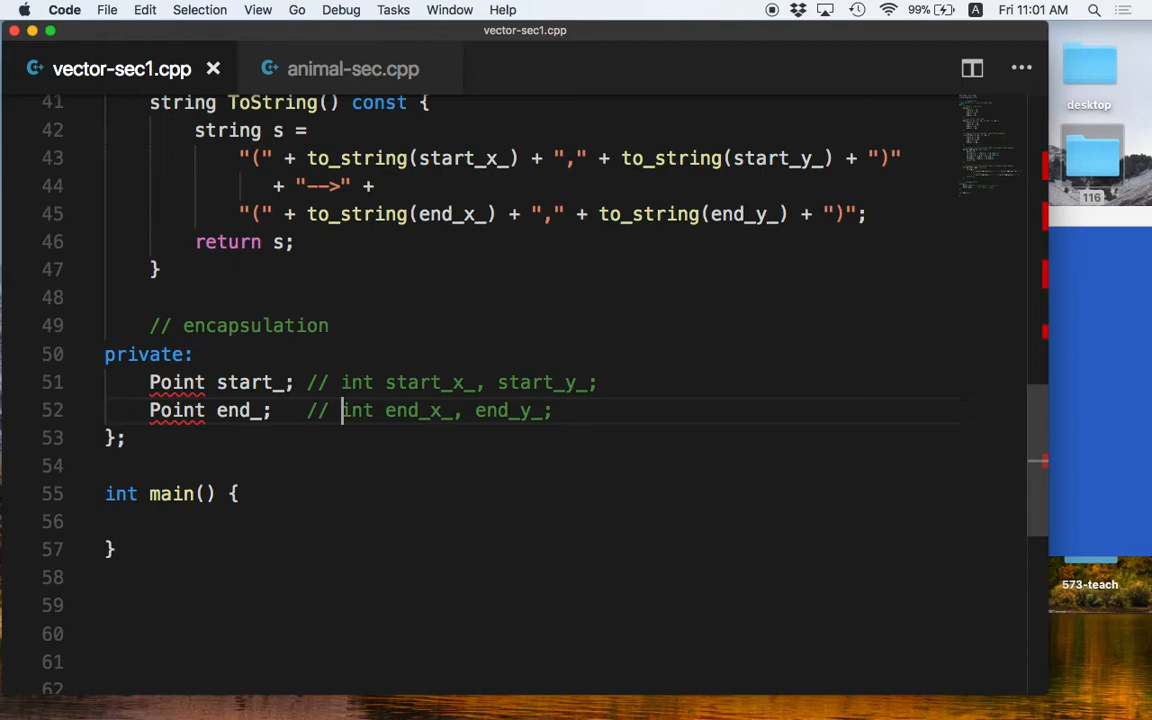 Code File Edit Selection View Go Debug Tasks Window Help 99% A Fri 11:01 AM
vector-sec1.cpp
vector-sec1.cpp animal-sec.cpp
desktop
116
573-teach
41 string ToString() const {
42 string s =
43 "(" + to_string(start_x_) + "," + to_string(start_y_) + ")"
44 + "-->" +
45 "(" + to_string(end_x_) + "," + to_string(end_y_) + ")";
46 return s;
47 }
48
49 // encapsulation
50 private:
51 Point start_; // int start_x_, start_y_;
52 Point end_; // int end_x_, end_y_;
53 };
54
55 int main() {
56
57 }
58
59
60
61
62